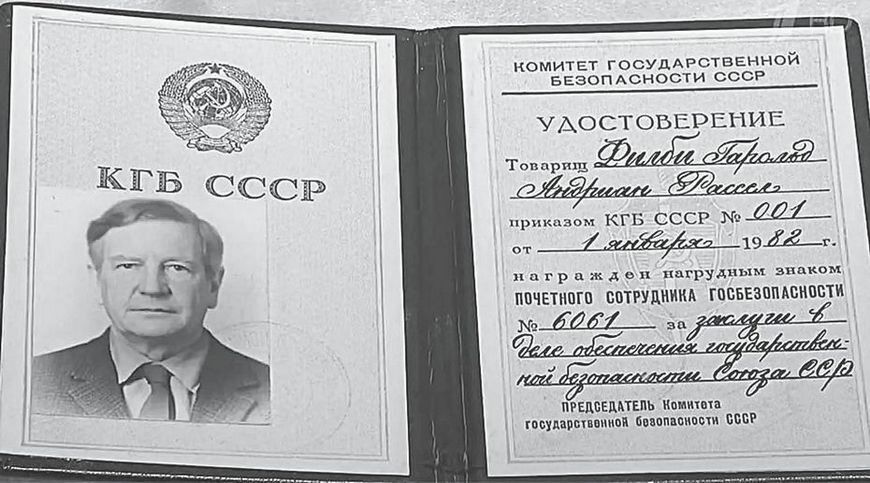 КГБ СССР
КОМИТЕТ ГОСУДАРСТВЕННОЙ
БЕЗОПАСНОСТИ СССР
УДОСТОВЕРЕНИЕ
Товарищ Филби Гарольд
Андриан Рассел
приказом КГБ СССР № 001
от 1 января 1982 г.
награжден нагрудным знаком
ПОЧЕТНОГО СОТРУДНИКА ГОСБЕЗОПАСНОСТИ
№ 6061 за заслуги в
деле обеспечения государствен-
ной безопасности Союза ССР
ПРЕДСЕДАТЕЛЬ Комитета
государственной безопасности СССР